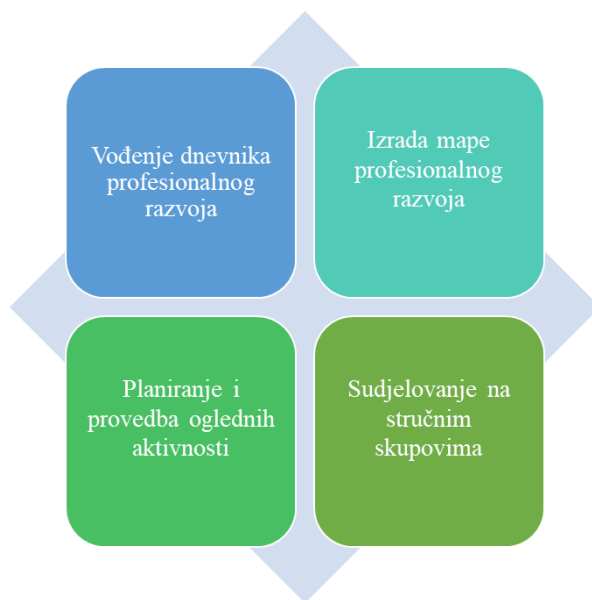 Vođenje dnevnika
profesionalnog
razvoja
Izrada mape
profesionalnog
razvoja
Planiranje i
provedba oglednih
aktivnosti
Sudjelovanje na
stručnim
skupovima